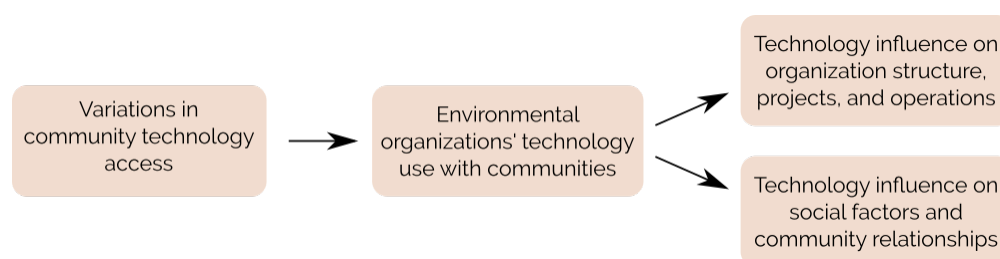 Variations in
community technology
access
Environmental
organizations' technology
use with communities
Technology influence on
organization structure,
projects, and operations
Technology influence on
social factors and
community relationships